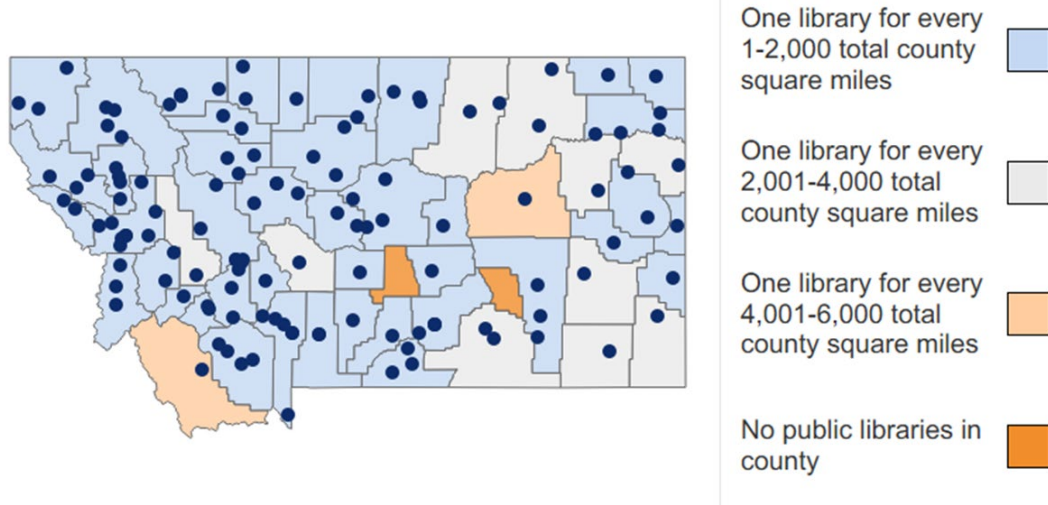 One library for every
1-2,000 total county
square miles
One library for every
2,001-4,000 total
county square miles
One library for every
4,001-6,000 total
county square miles
No public libraries in
county